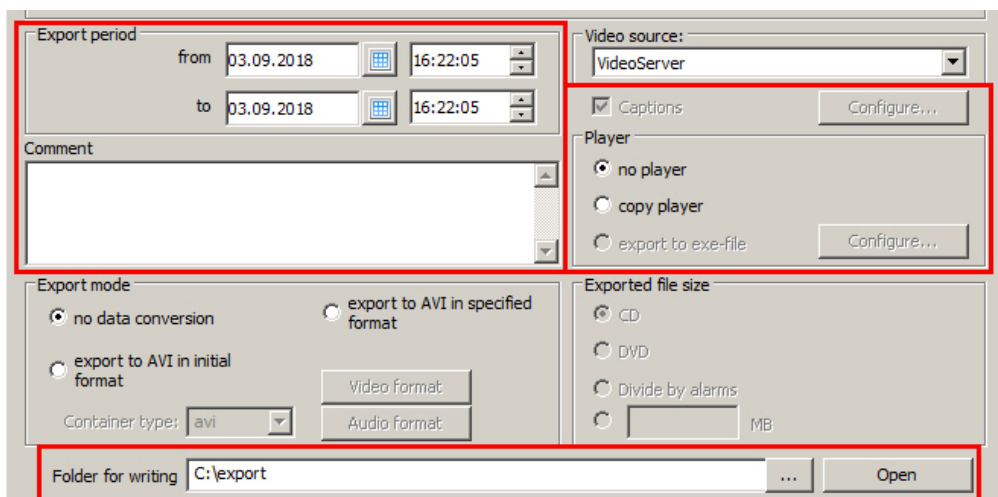 Export period
from 03.09.2018 16:22:05
to 03.09.2018 16:22:05
Comment
Video source:
VideoServer
Captions Configure...
Player
no player
copy player
export to exe-file Configure...
Export mode
no data conversion
export to AVI in specified
format
export to AVI in initial
format
Video format
Container type: avi Audio format
Exported file size
CD
DVD
Divide by alarms
MB
Folder for writing C:\export ... Open